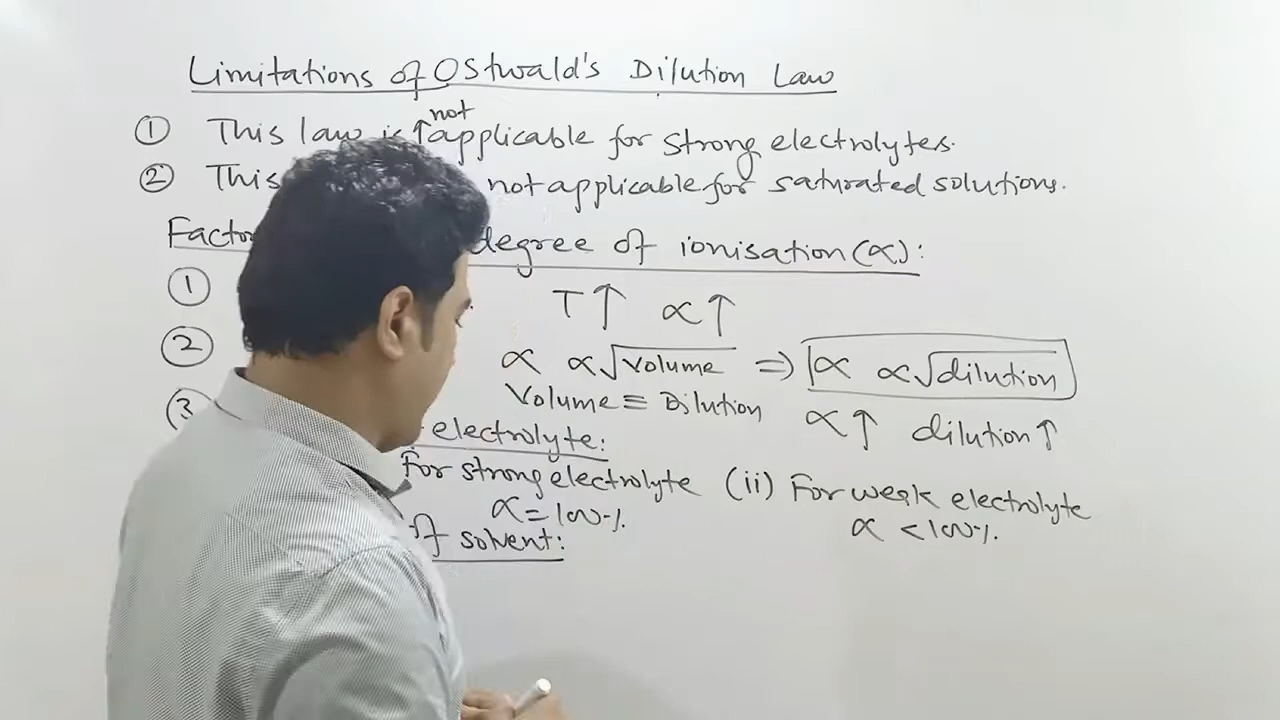 Limitations of Ostwald's Dilution Law
① This law is not applicable for strong electrolytes.
② This not applicable for saturated solutions.
degree of ionisation (α):
① T↑ α↑
② α ∝ √volume ⇒ α ∝ √dilution
Volume ≡ Dilution α↑ dilution↑
③ electrolyte:
For strong electrolyte (ii) For weak electrolyte
α = 100% α < 100%
of solvent: